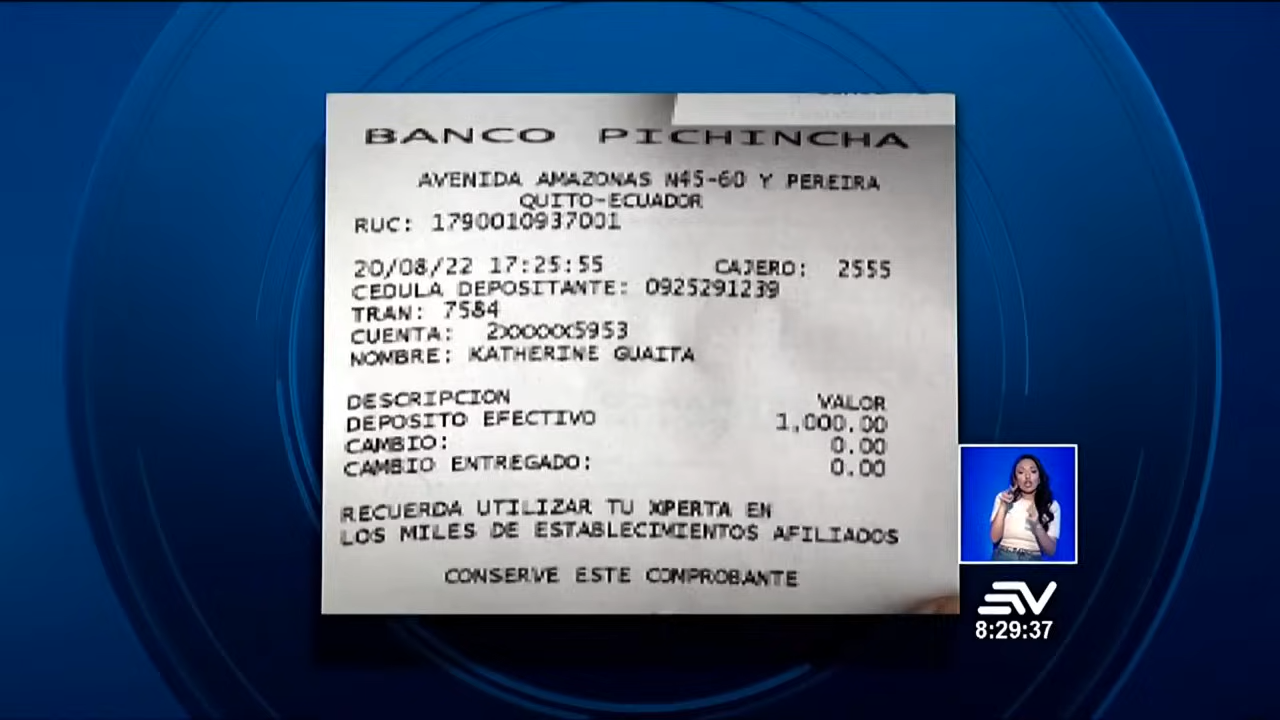 BANCO PICHINCHA
AVENIDA AMAZONAS N45-60 Y PEREIRA
QUITO-ECUADOR
RUC: 1790010937001
20/08/22 17:25:55 CAJERO: 2555
CEDULA DEPOSITANTE: 0925291239
TRAN: 7584
CUENTA: 2XXXXXX5953
NOMBRE: KATHERINE GUAITA
DESCRIPCION VALOR
DEPOSITO EFECTIVO 1,000.00
CAMBIO: 0.00
CAMBIO ENTREGADO: 0.00
RECUERDA UTILIZAR TU XPERTA EN
LOS MILES DE ESTABLECIMIENTOS AFILIADOS
CONSERVE ESTE COMPROBANTE
8:29:37